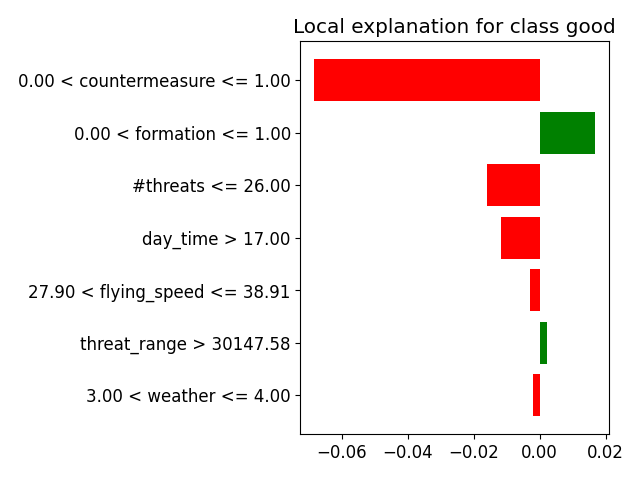 Local explanation for class good
0.00 < countermeasure <= 1.00
0.00 < formation <= 1.00
#threats <= 26.00
day_time > 17.00
27.90 < flying_speed <= 38.91
threat_range > 30147.58
3.00 < weather <= 4.00
−0.06 −0.04 −0.02 0.00 0.02